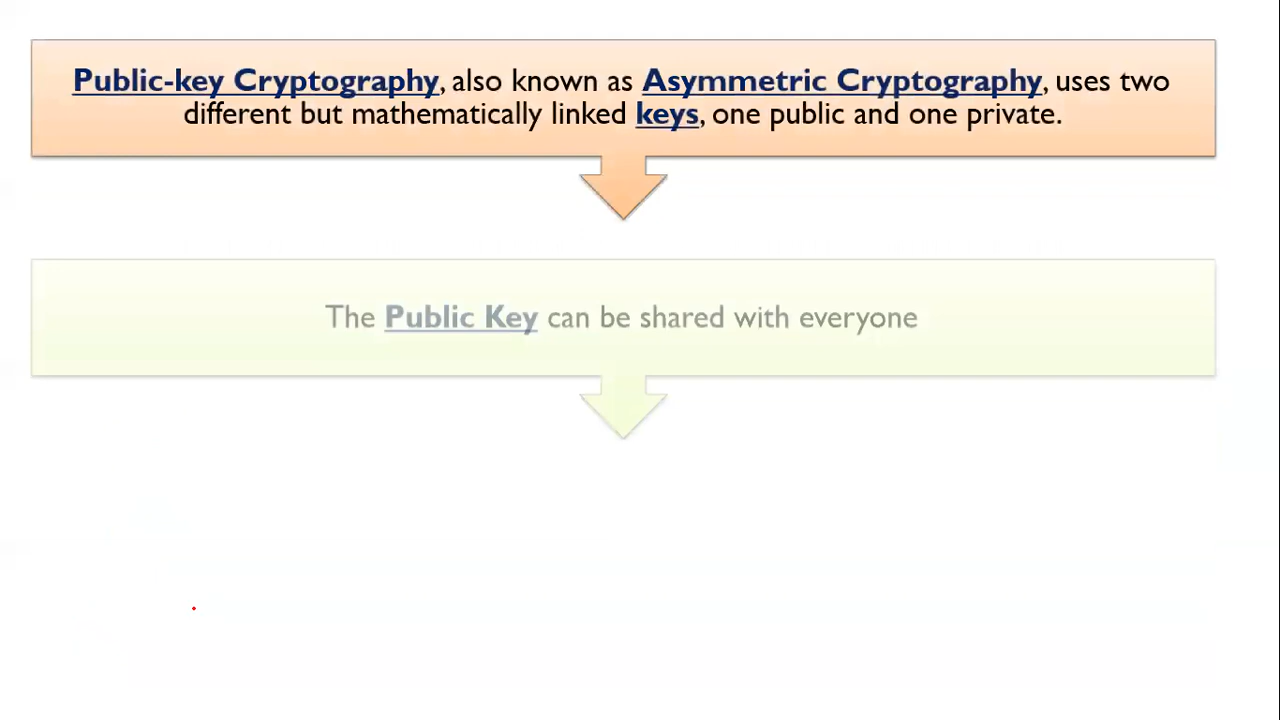 Public-key Cryptography, also known as Asymmetric Cryptography, uses two
different but mathematically linked keys, one public and one private.
The Public Key can be shared with everyone